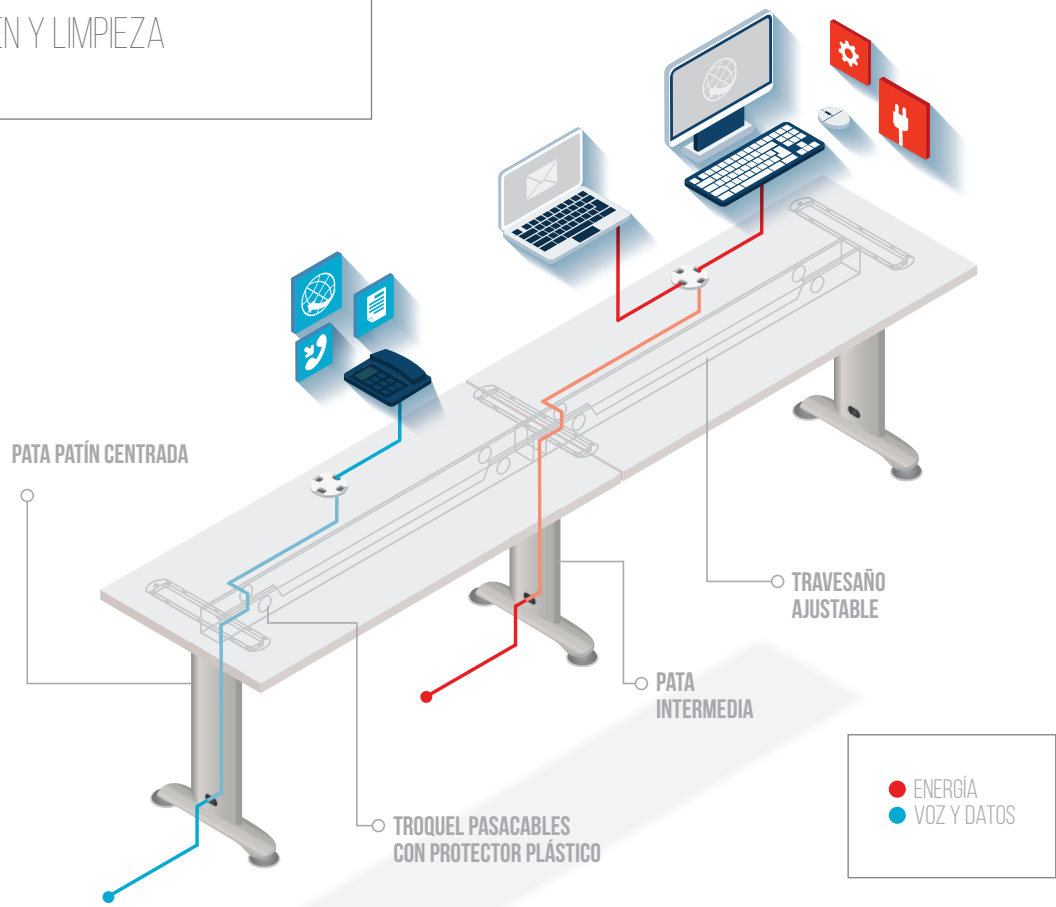 EN Y LIMPIEZA
PATA PATÍN CENTRADA
TRAVESAÑO
AJUSTABLE
PATA
INTERMEDIA
TROQUEL PASACABLES
CON PROTECTOR PLÁSTICO
ENERGÍA
VOZ Y DATOS